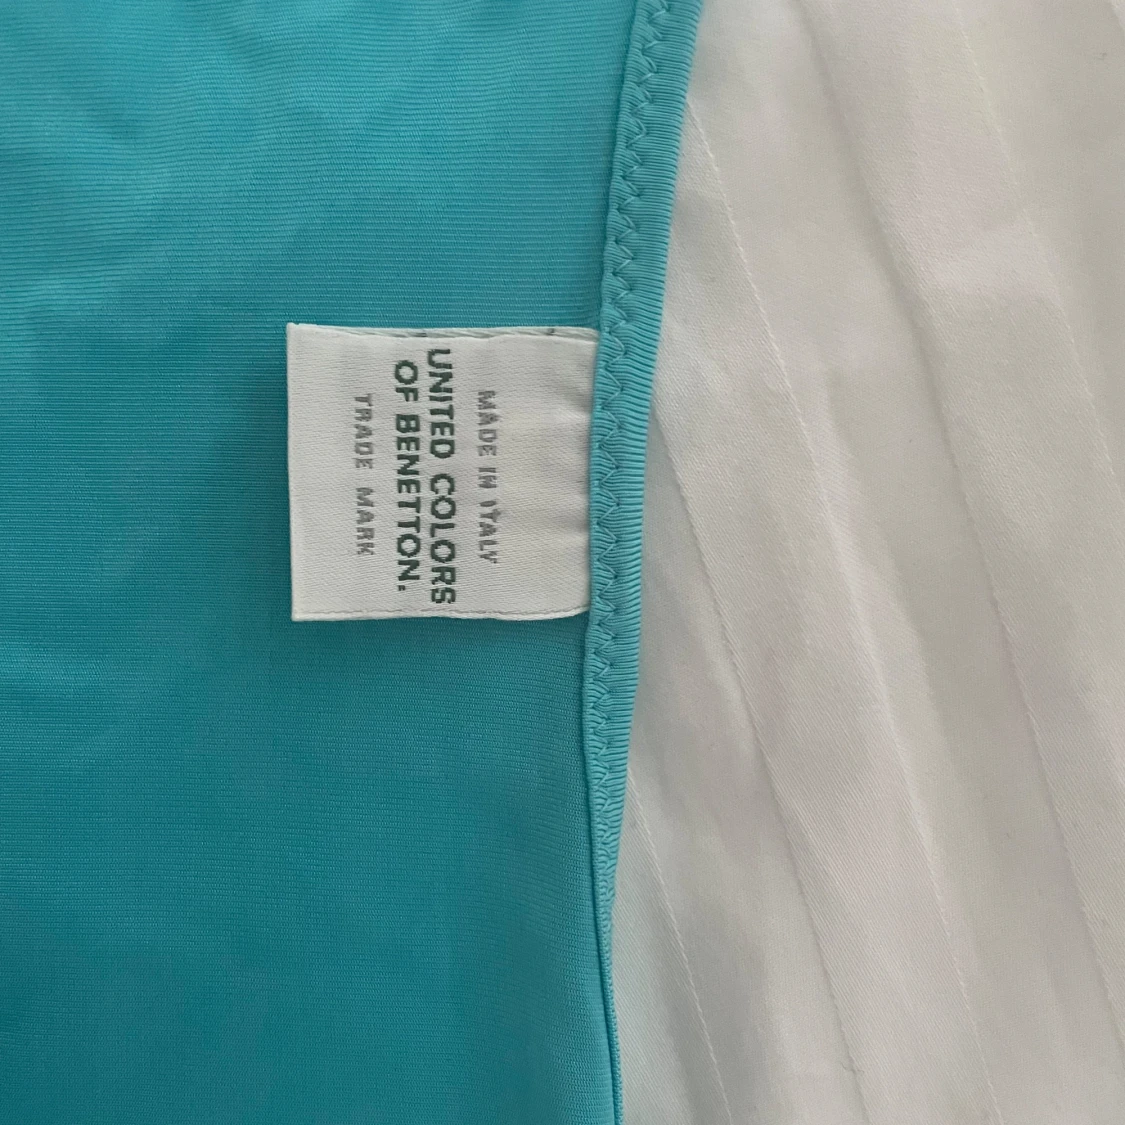 MADE IN ITALY
UNITED COLORS
OF BENETTON.
TRADE MARK